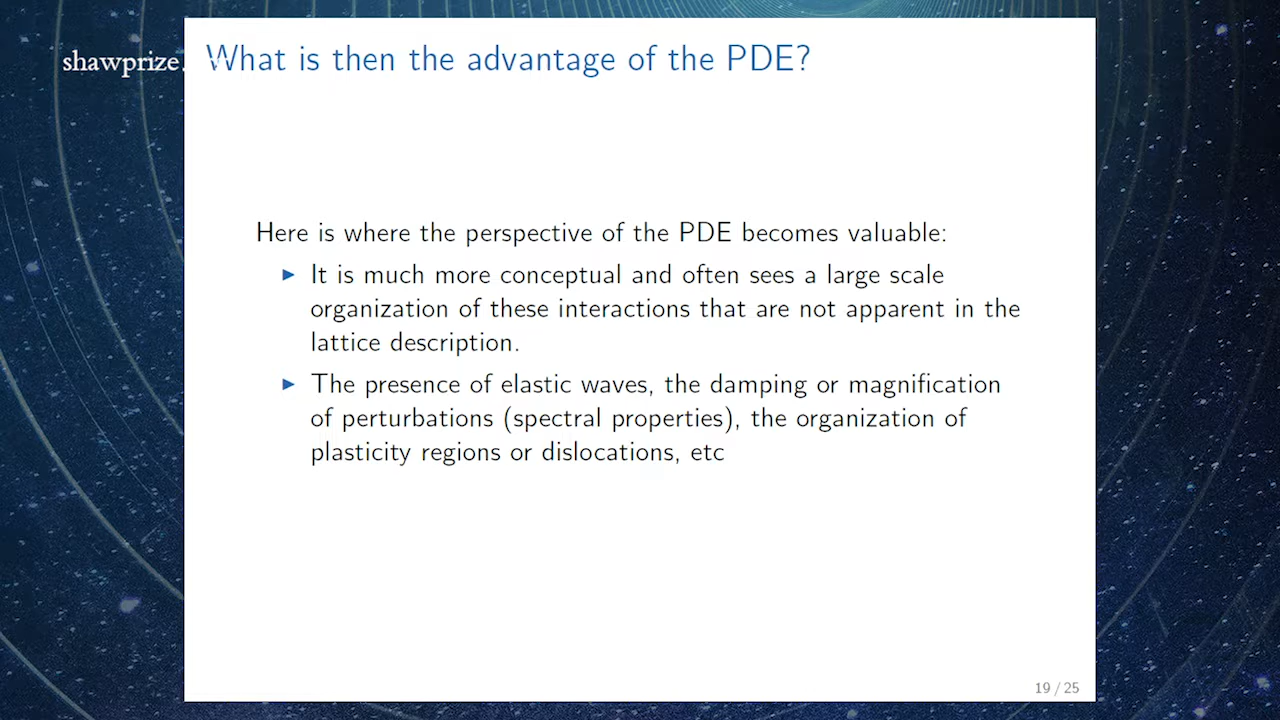 shawprize.
What is then the advantage of the PDE?
Here is where the perspective of the PDE becomes valuable:
▶ It is much more conceptual and often sees a large scale
organization of these interactions that are not apparent in the
lattice description.
▶ The presence of elastic waves, the damping or magnification
of perturbations (spectral properties), the organization of
plasticity regions or dislocations, etc
19 / 25